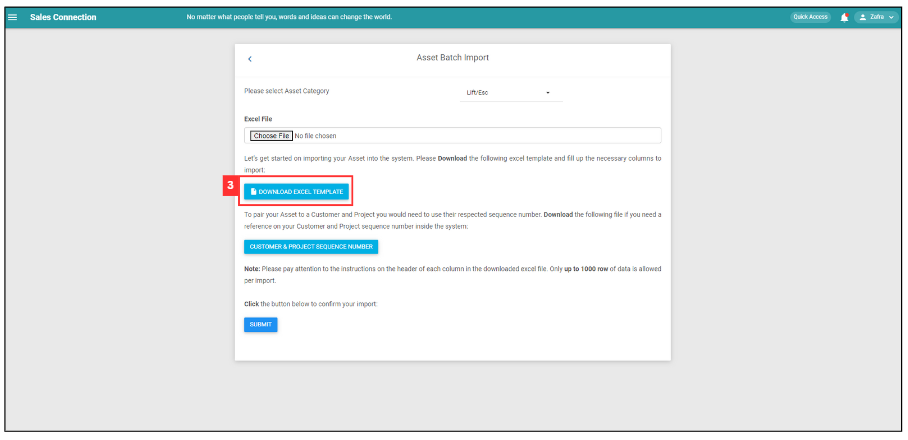 Sales Connection
No matter what people tell you, words and ideas can change the world.
Quick Access
Zafra
Asset Batch Import
Please select Asset Category
Lift/Esc
Excel File
Choose File No file chosen
Let's get started on importing your Asset into the system. Please Download the following excel template and fill up the necessary columns to
import:
3
DOWNLOAD EXCEL TEMPLATE
To pair your Asset to a Customer and Project you would need to use their respected sequence number. Download the following file if you need a
reference on your Customer and Project sequence number inside the system:
CUSTOMER & PROJECT SEQUENCE NUMBER
Note: Please pay attention to the instructions on the header of each column in the downloaded excel file. Only up to 1000 row of data is allowed
per import.
Click the button below to confirm your import:
SUBMIT